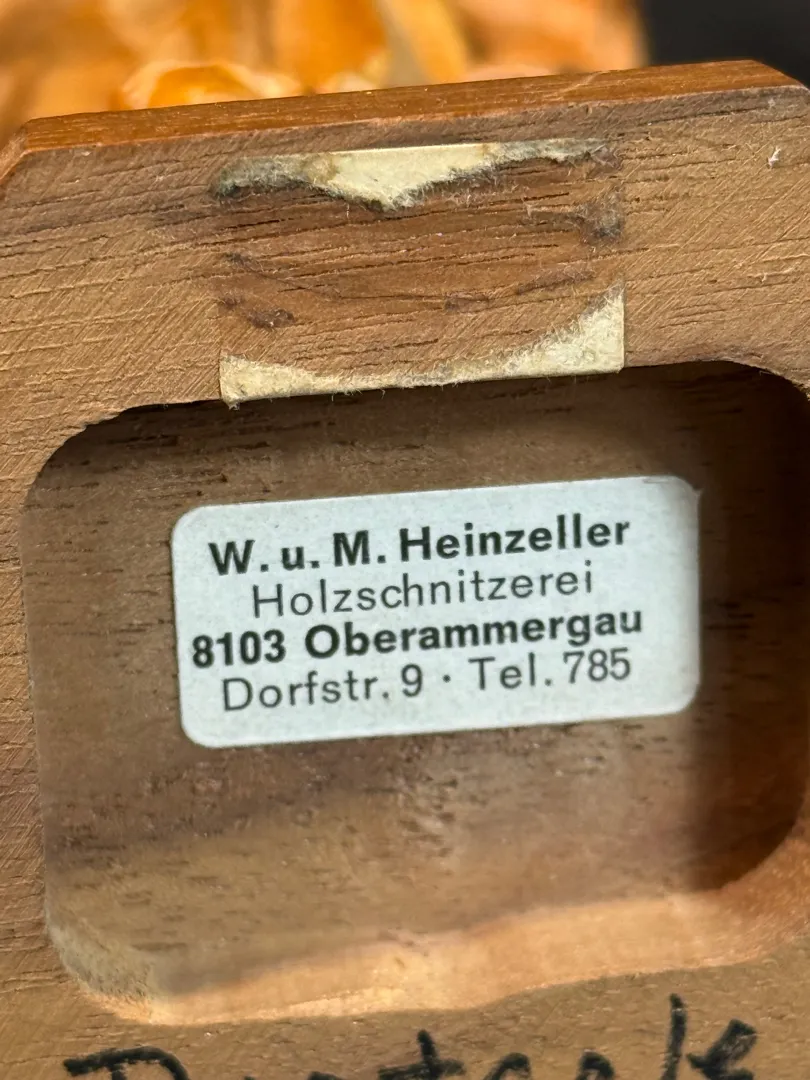 W. u. M. Heinzeller
Holzschnitzerei
8103 Oberammergau
Dorfstr. 9 · Tel. 785